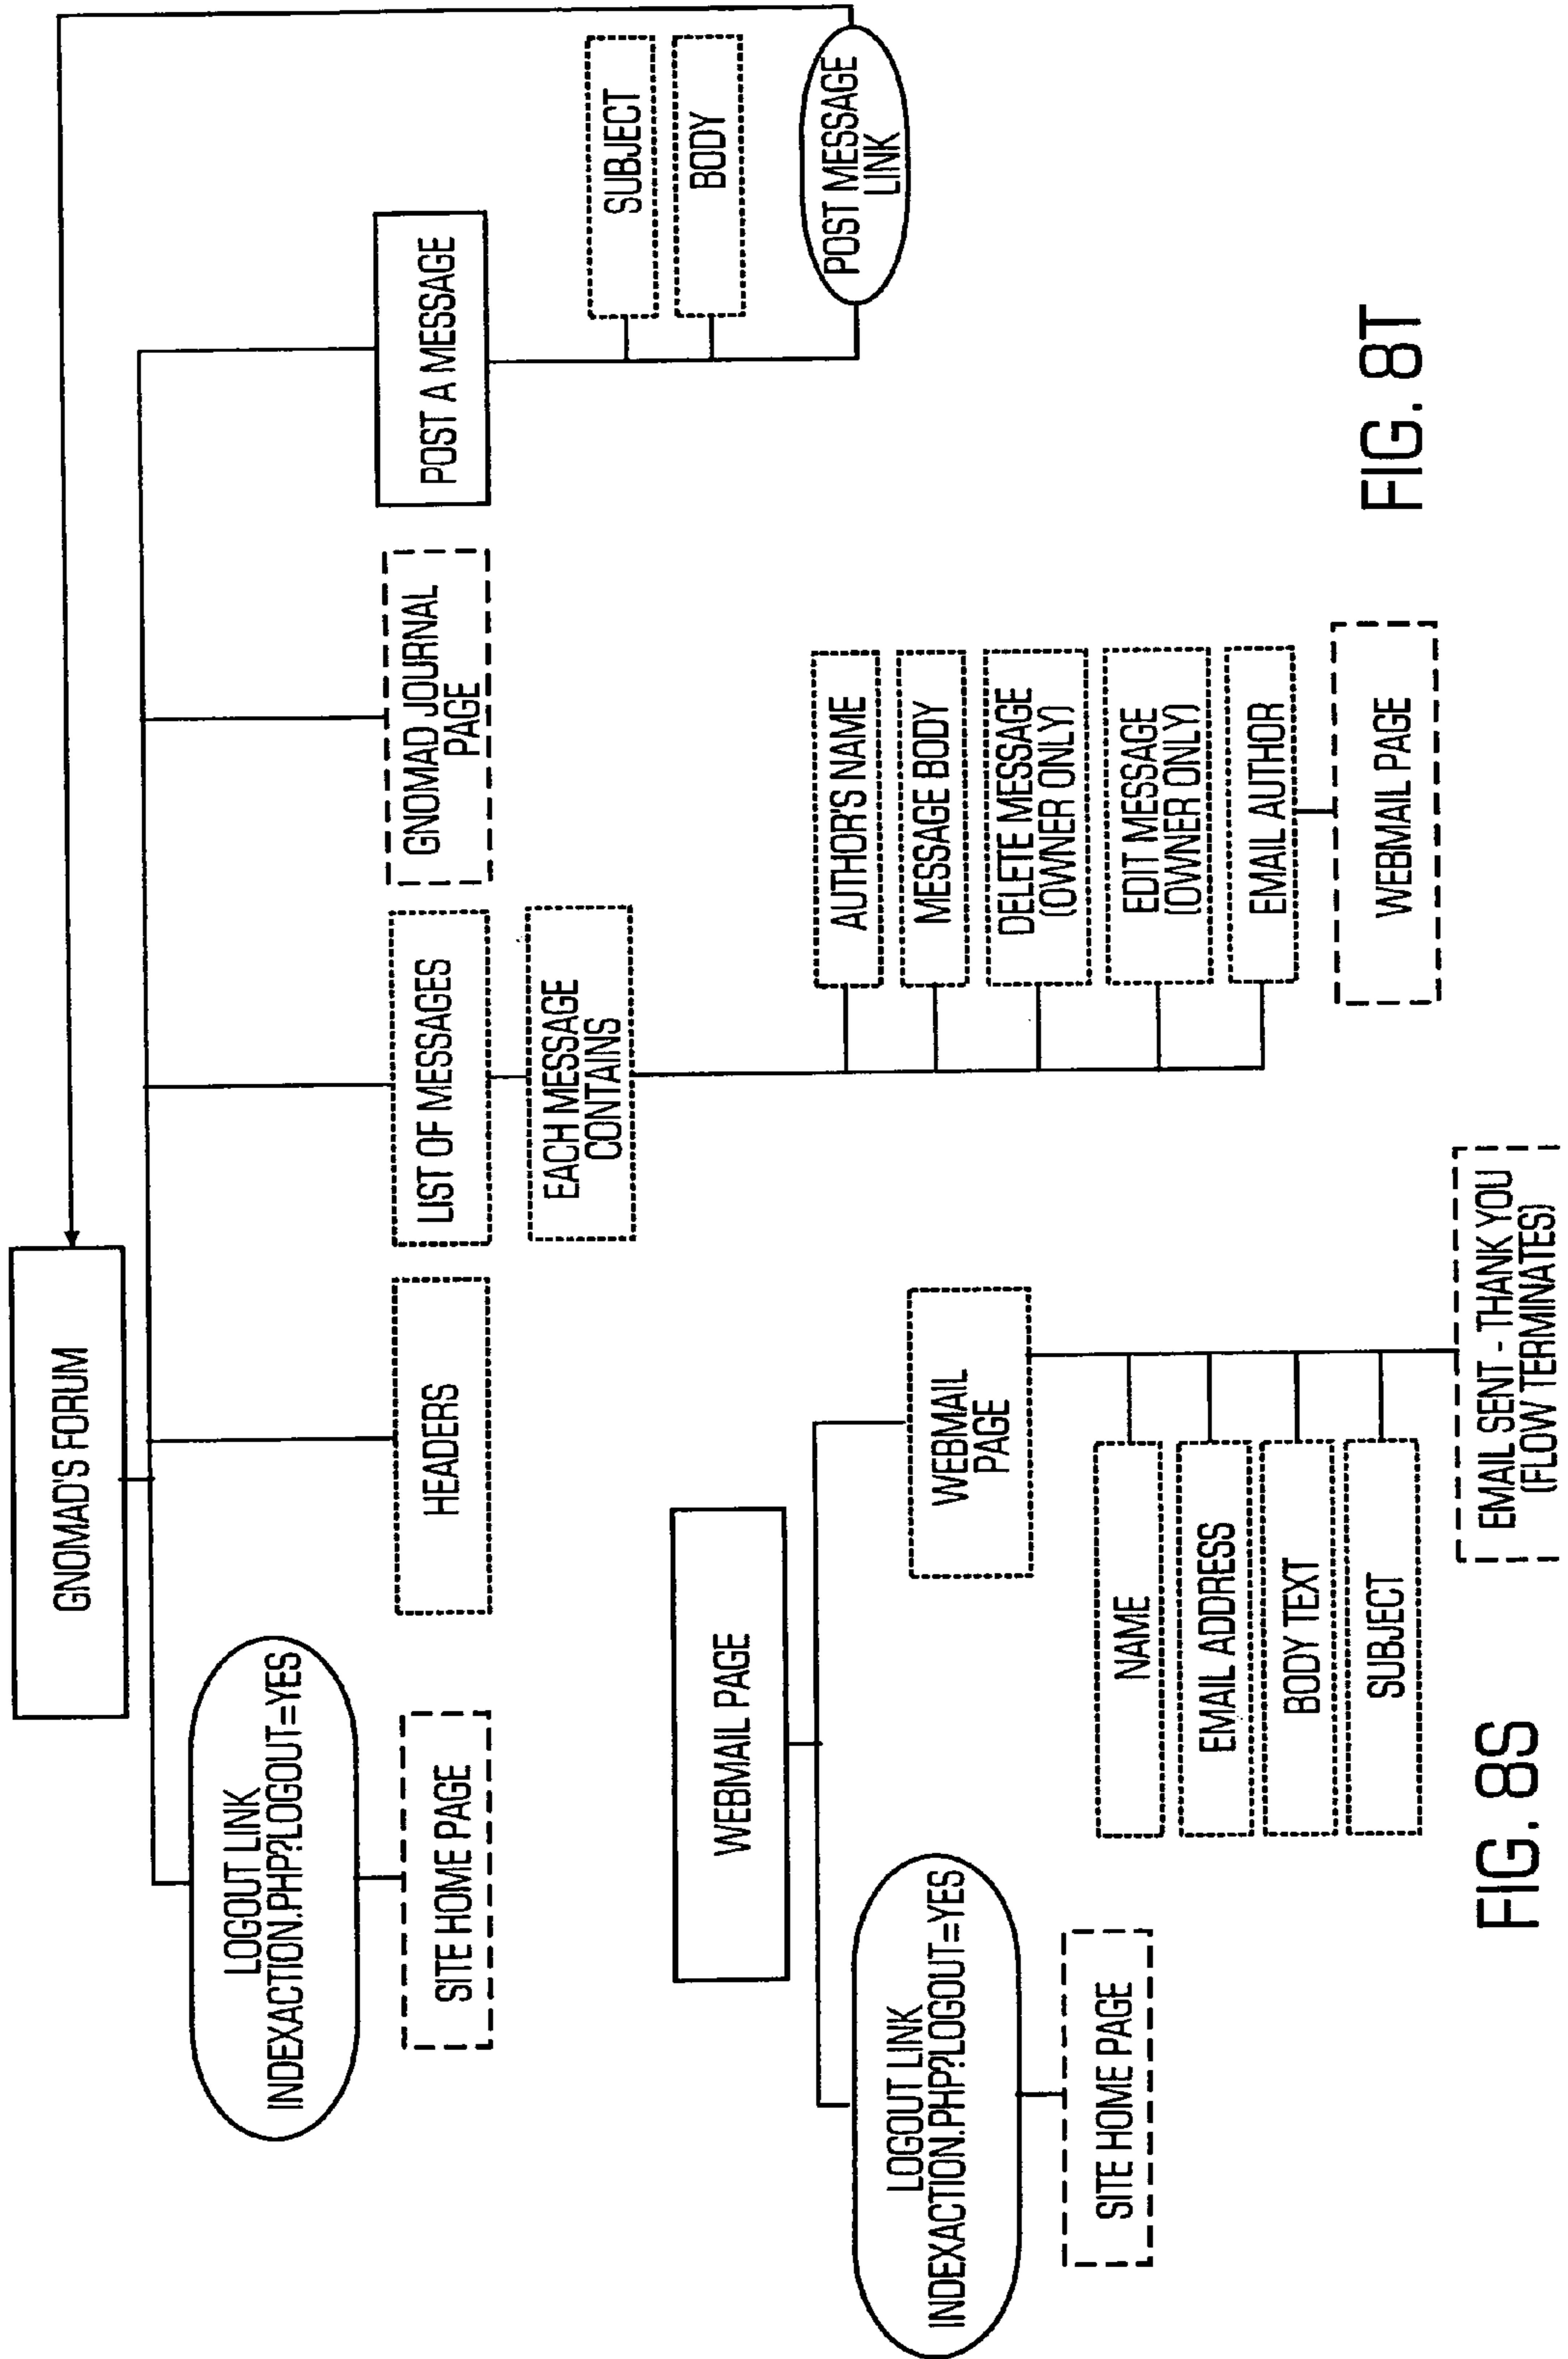 GNOMAD'S FORUM
LOGOUT LINK
INDEXACTION.PHP?LOGOUT=YES
SITE HOME PAGE
HEADERS
LIST OF MESSAGES
EACH MESSAGE
CONTAINS
AUTHOR'S NAME
MESSAGE BODY
DELETE MESSAGE
(OWNER ONLY)
EDIT MESSAGE
(OWNER ONLY)
EMAIL AUTHOR
WEBMAIL PAGE
GNOMAD JOURNAL
PAGE
POST A MESSAGE
SUBJECT
BODY
POST MESSAGE
LINK
FIG. 8T
WEBMAIL PAGE
LOGOUT LINK
INDEXACTION.PHP?LOGOUT=YES
SITE HOME PAGE
WEBMAIL
PAGE
NAME
EMAIL ADDRESS
BODY TEXT
SUBJECT
EMAIL SENT - THANK YOU
(FLOW TERMINATES)
FIG. 8S